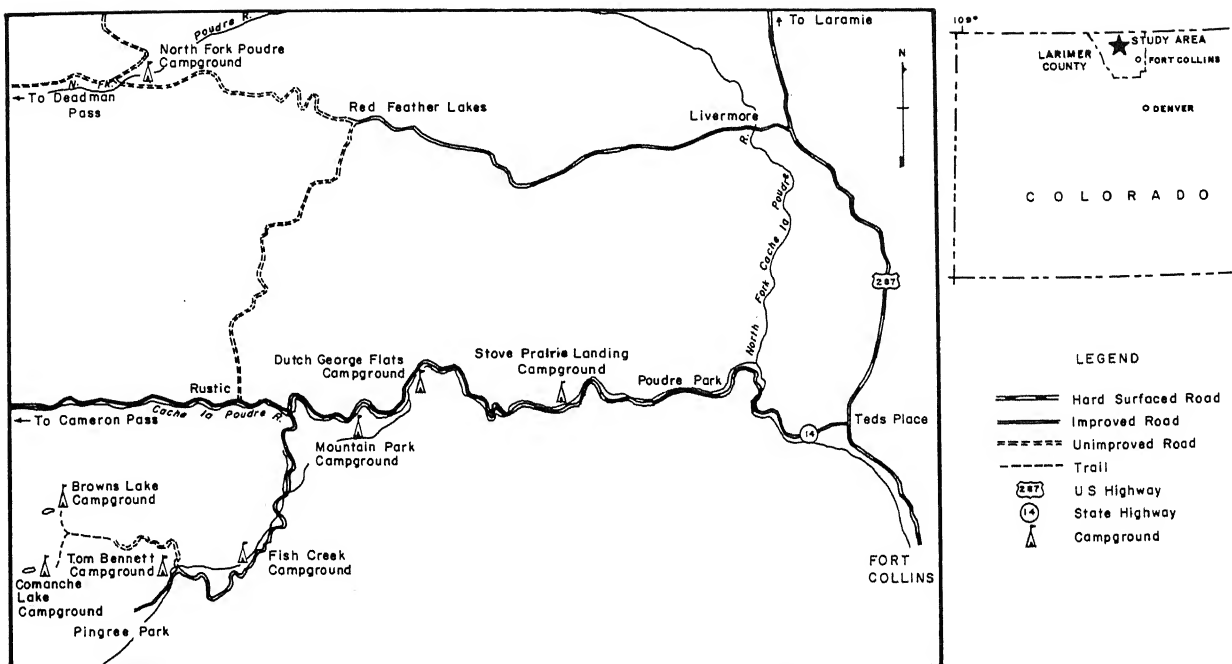 To Laramie
Poudre R.
North Fork Poudre
Campground
N. FK.
To Deadman
Pass
Red Feather Lakes
Livermore
N
North Fork Cache la Poudre R.
287
Dutch George Flats
Campground
Stove Prairie Landing
Campground
Poudre Park
Rustic
Cache la Poudre R.
To Cameron Pass
Mountain Park
Campground
Teds Place
14
Browns Lake
Campground
Tom Bennett
Campground
Fish Creek
Campground
Comanche
Lake
Campground
Pingree Park
FORT
COLLINS
109°
STUDY AREA
LARIMER
COUNTY
FORT COLLINS
DENVER
COLORADO
LEGEND
Hard Surfaced Road
Improved Road
Unimproved Road
Trail
287 US Highway
14 State Highway
Campground